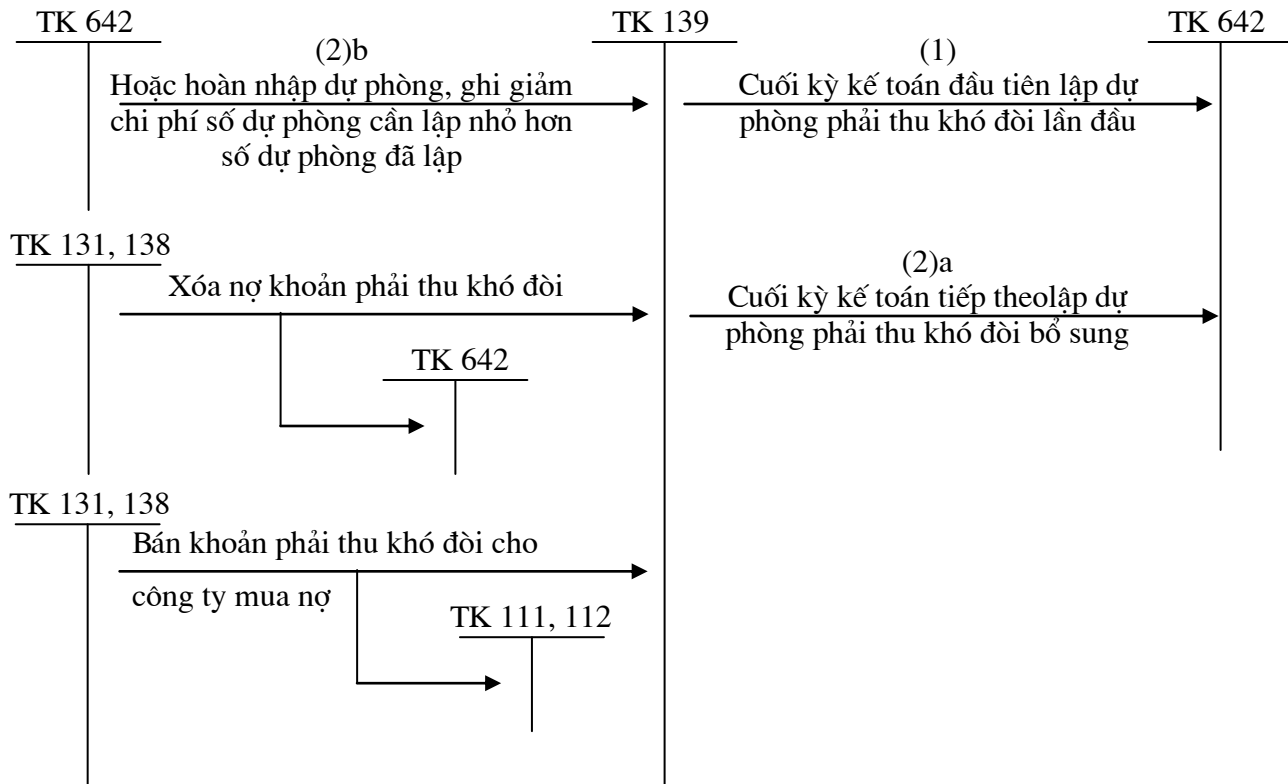 TK 642
TK 139
TK 642
(2)b
Hoặc hoàn nhập dự phòng, ghi giảm
chi phí số dự phòng cần lập nhỏ hơn
số dự phòng đã lập
(1)
Cuối kỳ kế toán đầu tiên lập dự
phòng phải thu khó đòi lần đầu
TK 131, 138
Xóa nợ khoản phải thu khó đòi
(2)a
Cuối kỳ kế toán tiếp theolập dự
phòng phải thu khó đòi bổ sung
TK 642
TK 131, 138
Bán khoản phải thu khó đòi cho
công ty mua nợ
TK 111, 112